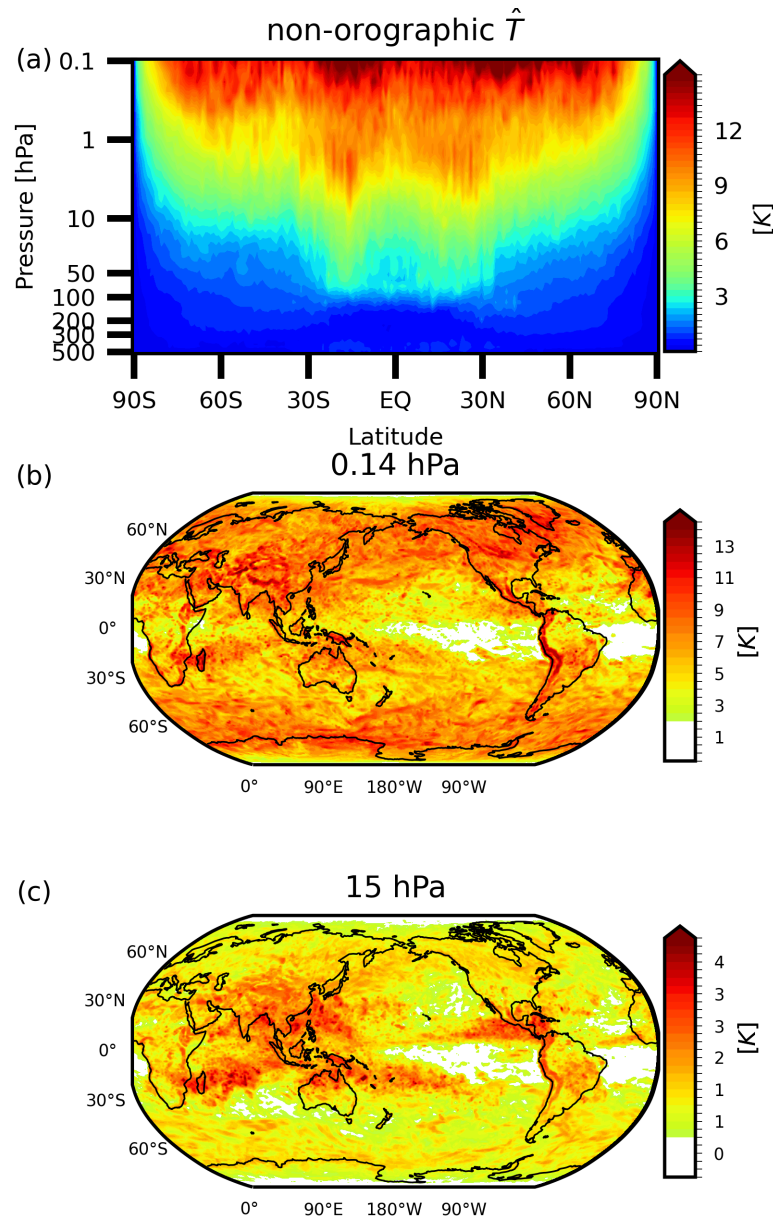 non-orographic T̂
(a)
0.1
1
10
50
100
200
300
500
Pressure [hPa]
90S 60S 30S EQ 30N 60N 90N
Latitude
12
9
6
3
[K]
(b)
0.14 hPa
60°N
30°N
0°
30°S
60°S
0° 90°E 180°W 90°W
13
11
9
7
5
3
1
[K]
(c)
15 hPa
60°N
30°N
0°
30°S
60°S
0° 90°E 180°W 90°W
4
3
3
2
1
1
0
[K]